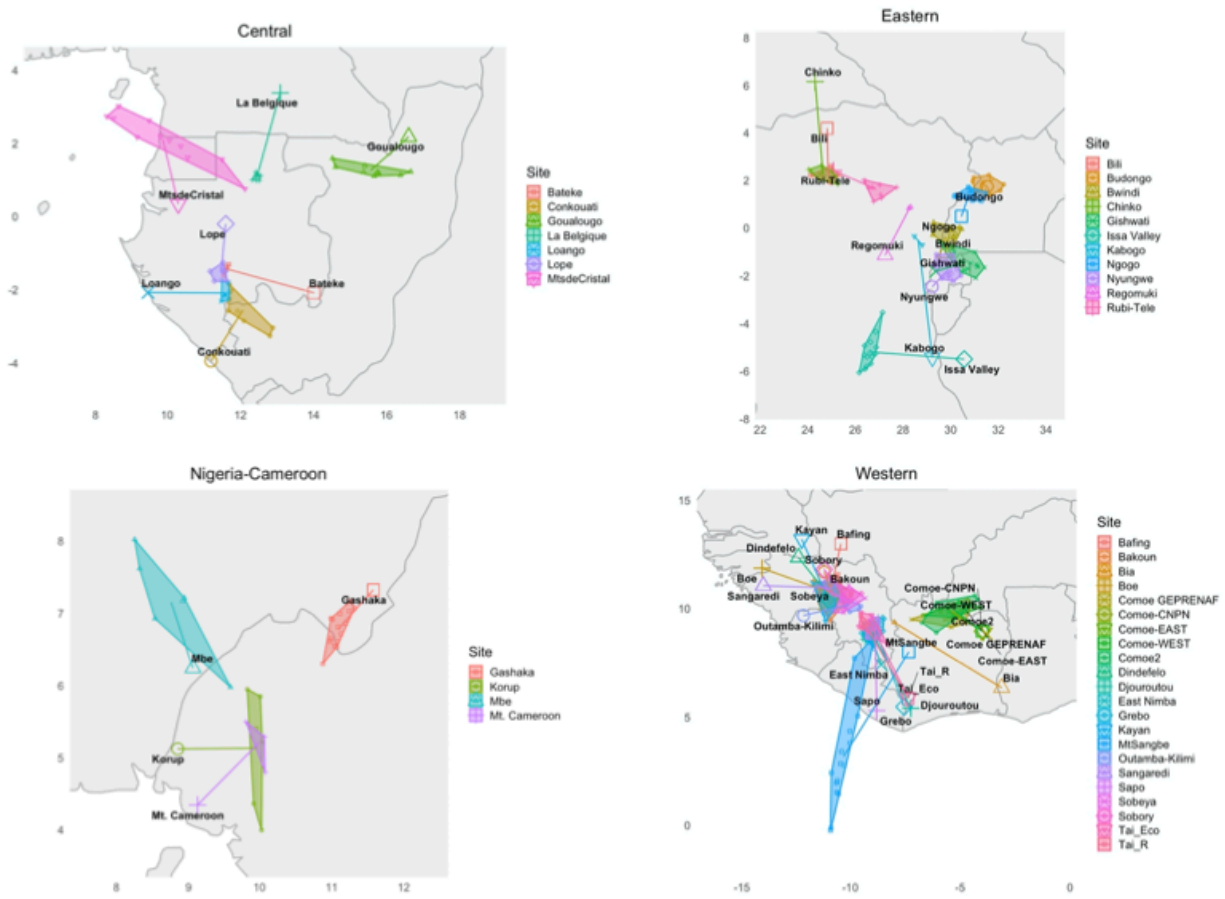 Central
4
2
0
-2
-4
8
10
12
14
16
18
La Belgique
Goualougo
MtsdeCristal
Lope
Loango
Bateke
Conkouati
Site
Bateke
Conkouati
Goualougo
La Belgique
Loango
Lope
MtsdeCristal
Eastern
8
6
4
2
0
-2
-4
-6
-8
22
24
26
28
30
32
34
Chinko
Bili
Rubi-Tele
Budongo
Ngogo
Regomuki
Bwindi
Gishwati
Nyungwe
Kabogo
Issa Valley
Site
Bili
Budongo
Bwindi
Chinko
Gishwati
Issa Valley
Kabogo
Ngogo
Nyungwe
Regomuki
Rubi-Tele
Nigeria-Cameroon
8
7
6
5
4
8
9
10
11
12
Gashaka
Mbe
Korup
Mt. Cameroon
Site
Gashaka
Korup
Mbe
Mt. Cameroon
Western
15
10
5
0
-15
-10
-5
0
Kayan
Bafing
Dindefelo
Sobory
Boe
Bakoun
Sangaredi
Sobeya
Comoe-CNPN
Comoe-WEST
Outamba-Kilimi
Comoe2
MtSangbe
Comoe GEPRENAF
Comoe-EAST
East Nimba
Tai_R
Bia
Tai_Eco
Sapo
Djouroutou
Grebo
Site
Bafing
Bakoun
Bia
Boe
Comoe GEPRENAF
Comoe-CNPN
Comoe-EAST
Comoe-WEST
Comoe2
Dindefelo
Djouroutou
East Nimba
Grebo
Kayan
MtSangbe
Outamba-Kilimi
Sangaredi
Sapo
Sobeya
Sobory
Tai_Eco
Tai_R